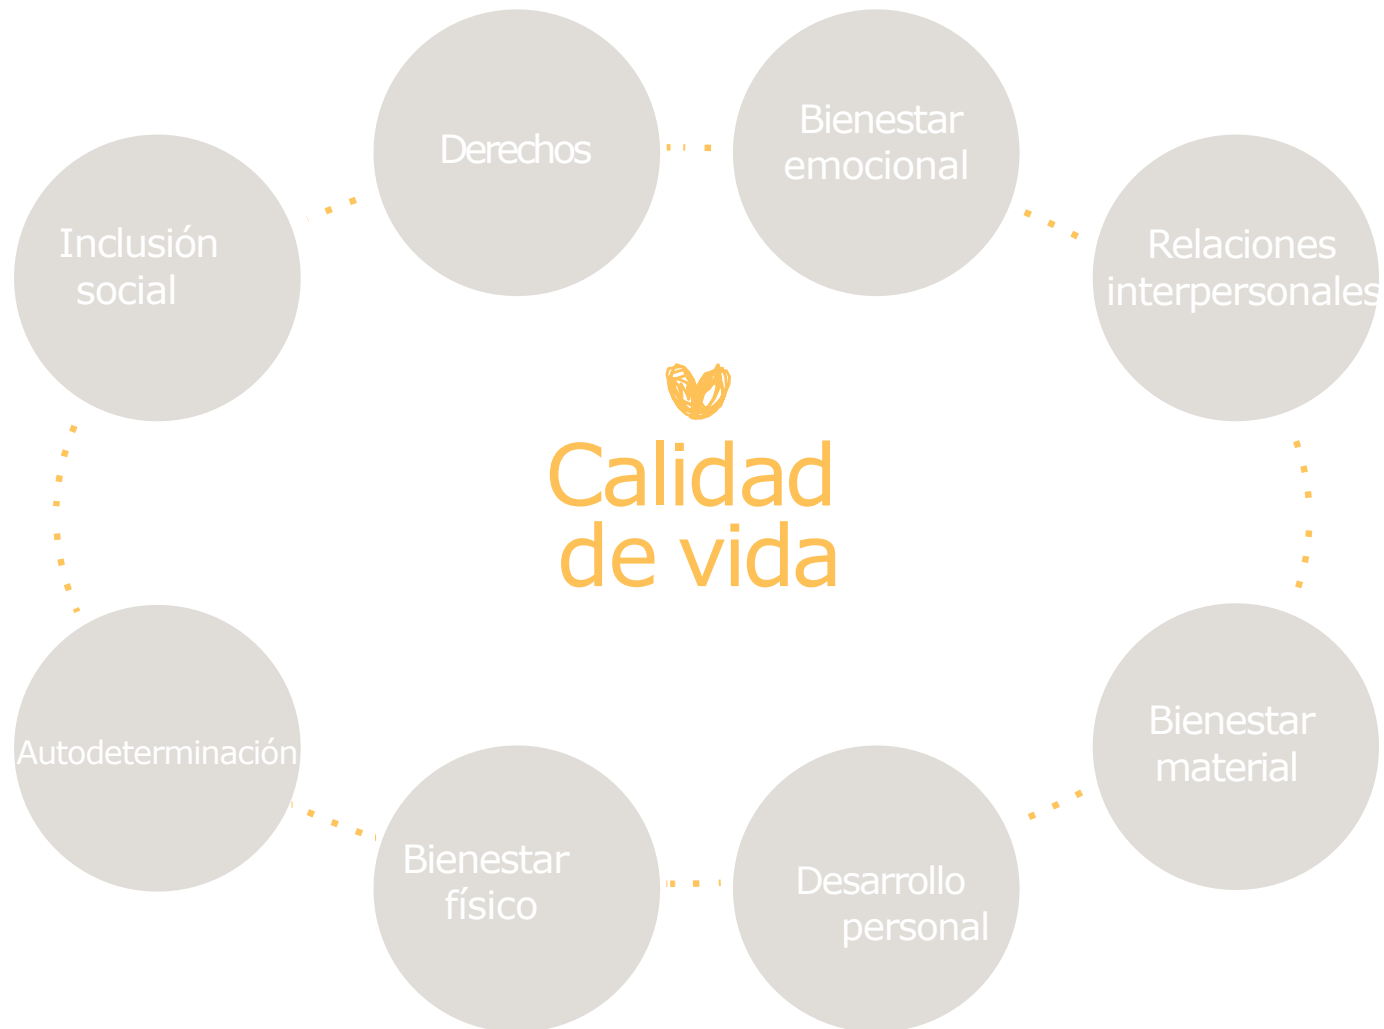 Derechos
Bienestar
emocional
Inclusión
social
Relaciones
interpersonales
Calidad
de vida
Autodeterminación
Bienestar
material
Bienestar
físico
Desarrollo
personal